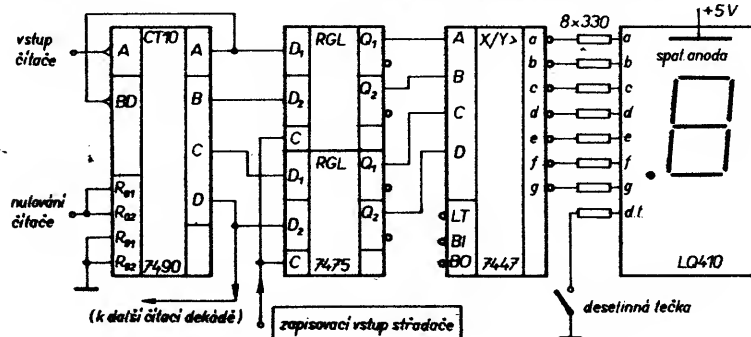 vstup
čítače
nulování
čítače
A
BD
R01
R02
R91
R92
CT10
A
B
C
D
7490
(k další čítací dekádě)
D1
D2
C
D1
D2
C
RGL
RGL
Q1
Q2
Q1
Q2
7475
zapisovací vstup střadače
A
B
C
D
LT
BI
BO
X/Y>
7447
a
b
c
d
e
f
g
8×330
desetinná tečka
+5V
spol. anoda
a
b
c
d
e
f
g
d.t.
LQ410